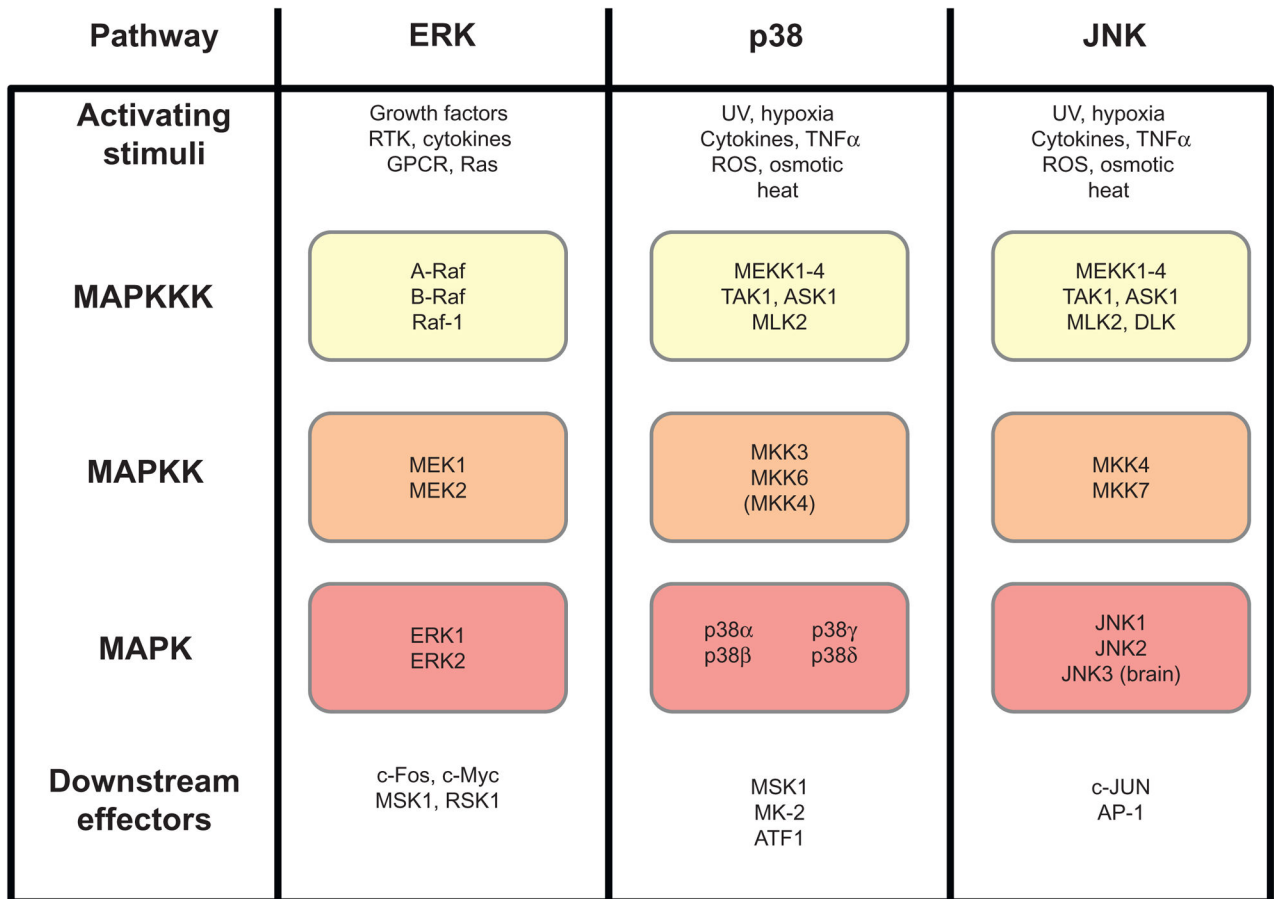 Pathway
ERK
p38
JNK
Activating
stimuli
Growth factors
RTK, cytokines
GPCR, Ras
UV, hypoxia
Cytokines, TNFα
ROS, osmotic
heat
UV, hypoxia
Cytokines, TNFα
ROS, osmotic
heat
MAPKKK
A-Raf
B-Raf
Raf-1
MEKK1-4
TAK1, ASK1
MLK2
MEKK1-4
TAK1, ASK1
MLK2, DLK
MAPKK
MEK1
MEK2
MKK3
MKK6
(MKK4)
MKK4
MKK7
MAPK
ERK1
ERK2
p38α p38γ
p38β p38δ
JNK1
JNK2
JNK3 (brain)
Downstream
effectors
c-Fos, c-Myc
MSK1, RSK1
MSK1
MK-2
ATF1
c-JUN
AP-1